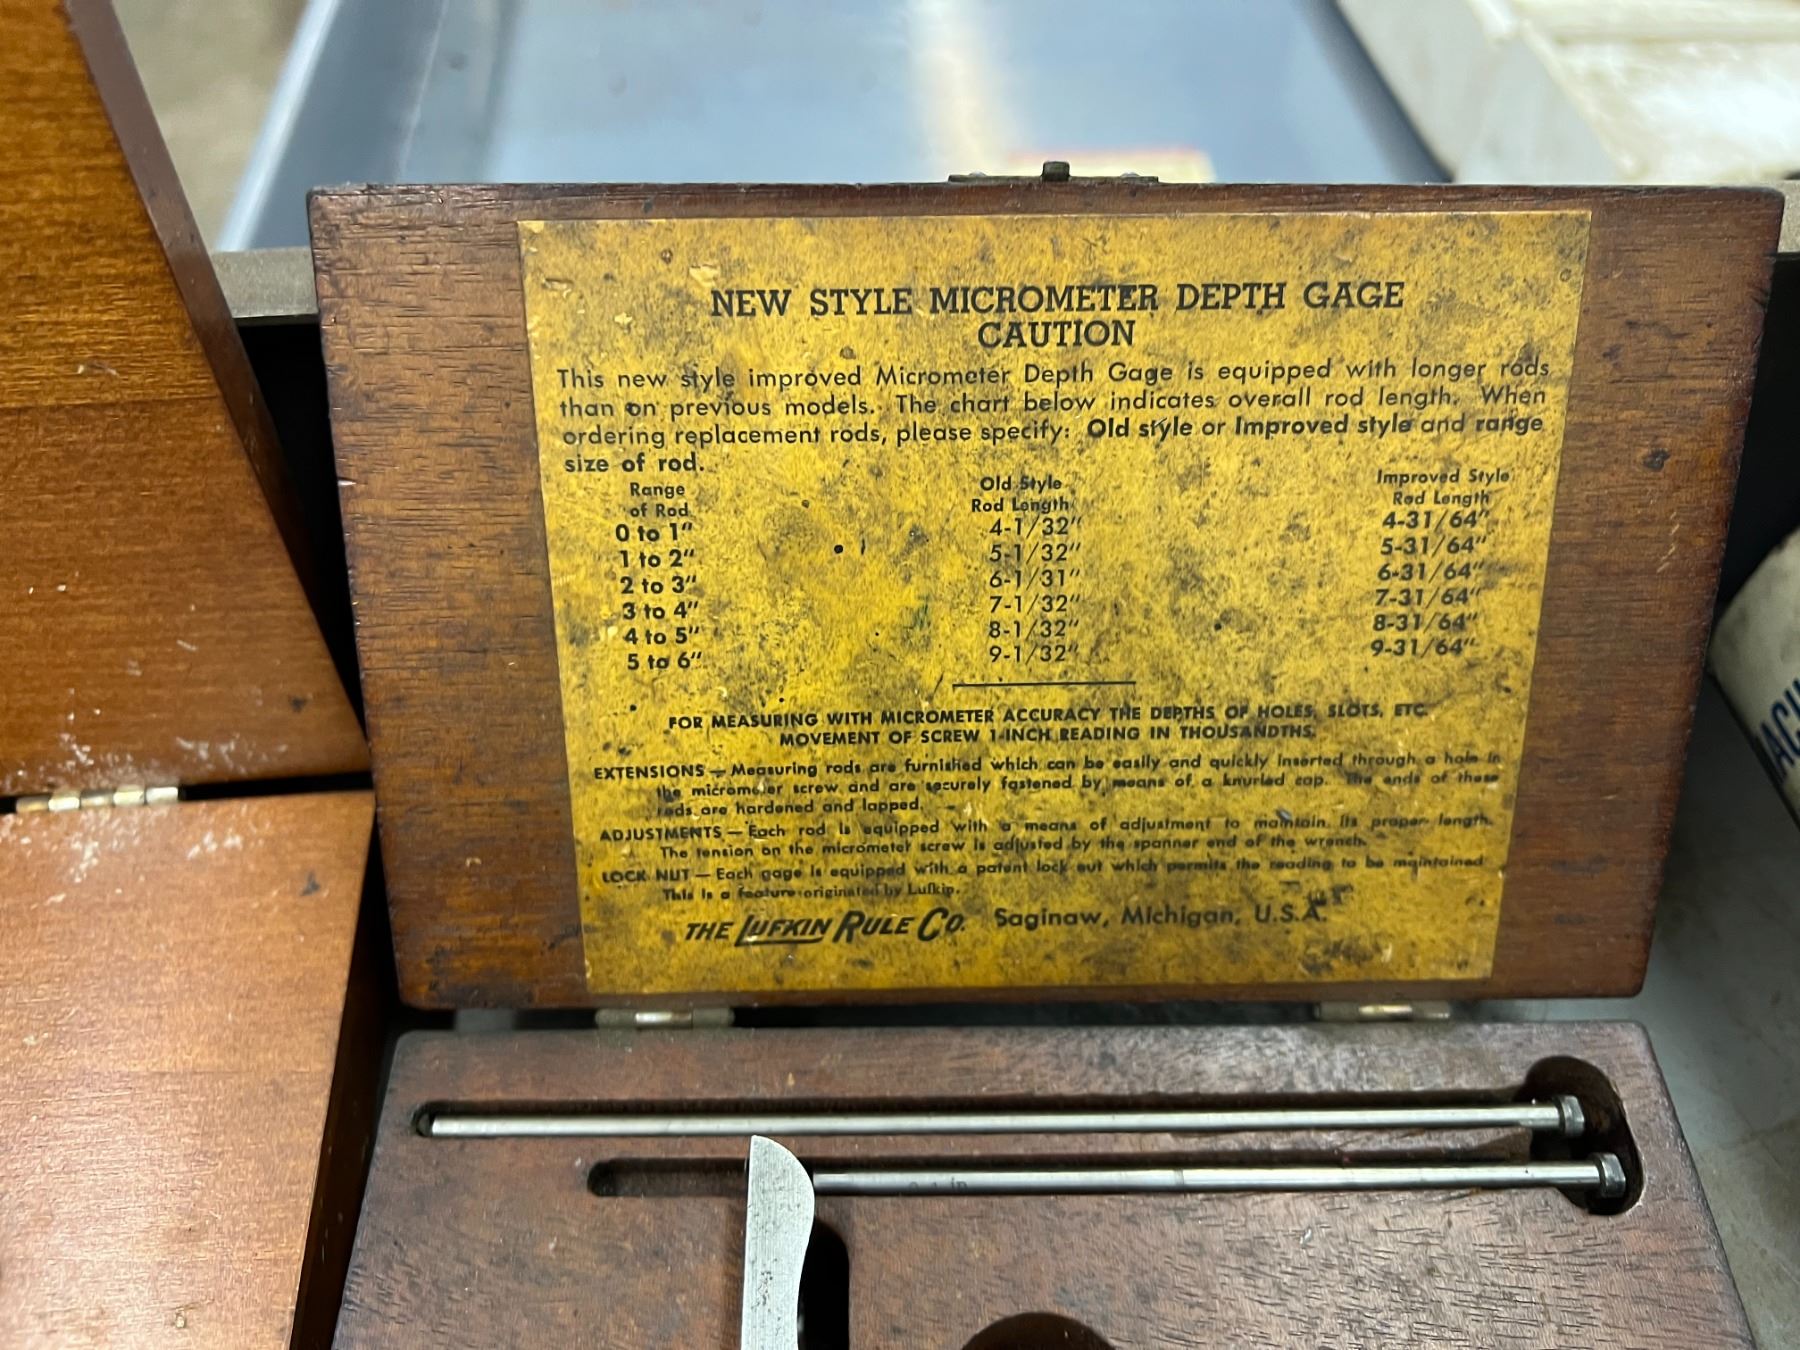 NEW STYLE MICROMETER DEPTH GAGE
CAUTION
This new style improved Micrometer Depth Gage is equipped with longer rods
than on previous models. The chart below indicates overall rod length. When
ordering replacement rods, please specify: Old style or Improved style and range
size of rod.
Range Old Style Improved Style
of Rod Rod Length Rod Length
0 to 1" 4-1/32" 4-31/64"
1 to 2" 5-1/32" 5-31/64"
2 to 3" 6-1/31" 6-31/64"
3 to 4" 7-1/32" 7-31/64"
4 to 5" 8-1/32" 8-31/64"
5 to 6" 9-1/32" 9-31/64"
FOR MEASURING WITH MICROMETER ACCURACY THE DEPTHS OF HOLES, SLOTS, ETC.
MOVEMENT OF SCREW 1-INCH READING IN THOUSANDTHS.
EXTENSIONS — Measuring rods are furnished which can be easily and quickly inserted through a hole in
the micrometer screw and are securely fastened by means of a knurled cap. The ends of these
rods are hardened and lapped.
ADJUSTMENTS — Each rod is equipped with a means of adjustment to maintain its proper length.
The tension on the micrometer screw is adjusted by the spanner end of the wrench.
LOCK NUT — Each gage is equipped with a patent lock out which permits the reading to be maintained
This is a feature originated by Lufkin.
THE LUFKIN RULE CO. Saginaw, Michigan, U.S.A.
ACH